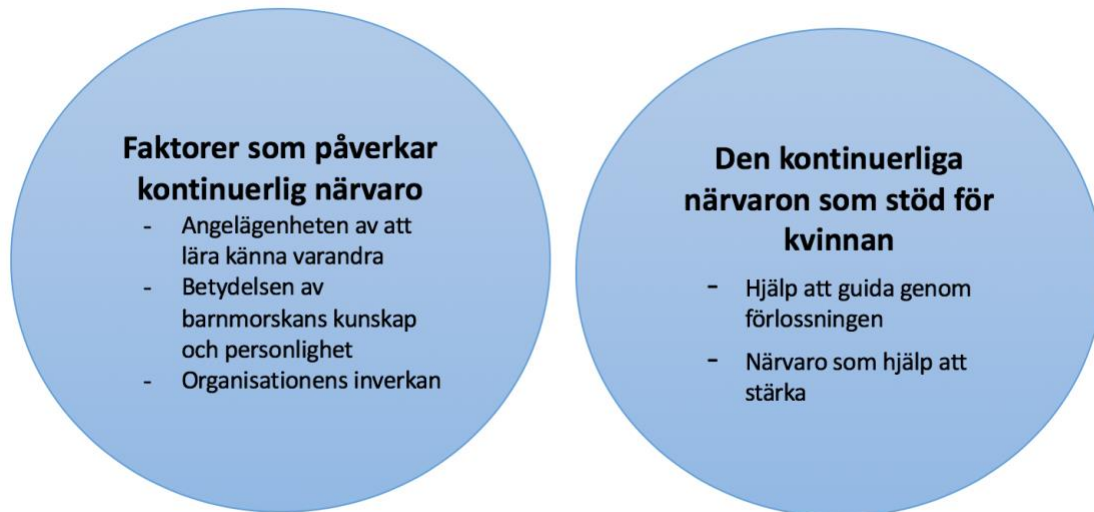 Faktorer som påverkar
kontinuerlig närvaro
- Angelägenheten av att
lära känna varandra
- Betydelsen av
barnmorskans kunskap
och personlighet
- Organisationens inverkan
Den kontinuerliga
närvaron som stöd för
kvinnan
- Hjälp att guida genom
förlossningen
- Närvaro som hjälp att
stärka